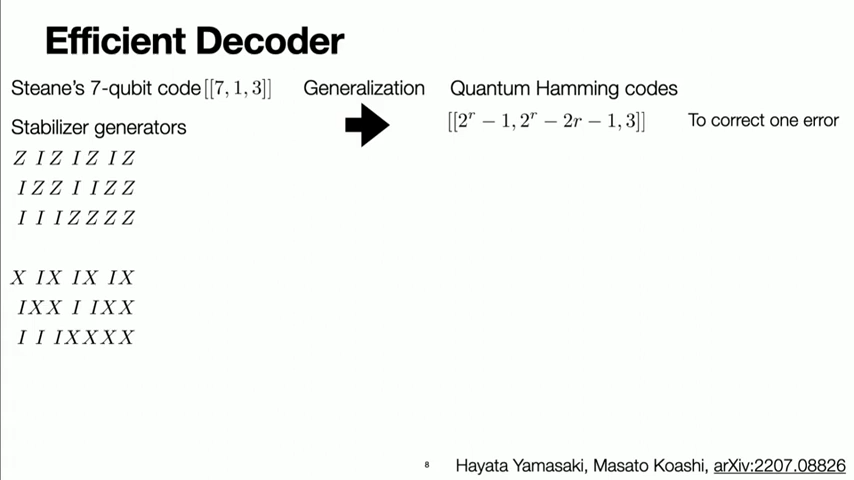 Efficient Decoder
Steane's 7-qubit code [[7, 1, 3]] Generalization Quantum Hamming codes
[[2^r − 1, 2^r − 2r − 1, 3]] To correct one error
Stabilizer generators
Z I Z I Z I Z
I Z Z I I Z Z
I I I Z Z Z Z
X I X I X I X
I X X I I X X
I I I X X X X
8 Hayata Yamasaki, Masato Koashi, arXiv:2207.08826